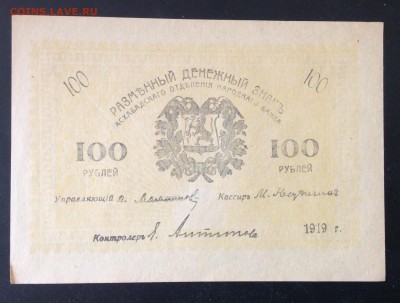 COINS.LAVE.RU
100 100
РАЗМѢННЫЙ ДЕНЕЖНЫЙ ЗНАКЪ
АСХАБАДСКАГО ОТДѢЛЕНІЯ НАРОДНАГО БАНКА
100 100
РУБЛЕЙ РУБЛЕЙ
Управляющій Кассиръ М.
Контролеръ 1919 г.